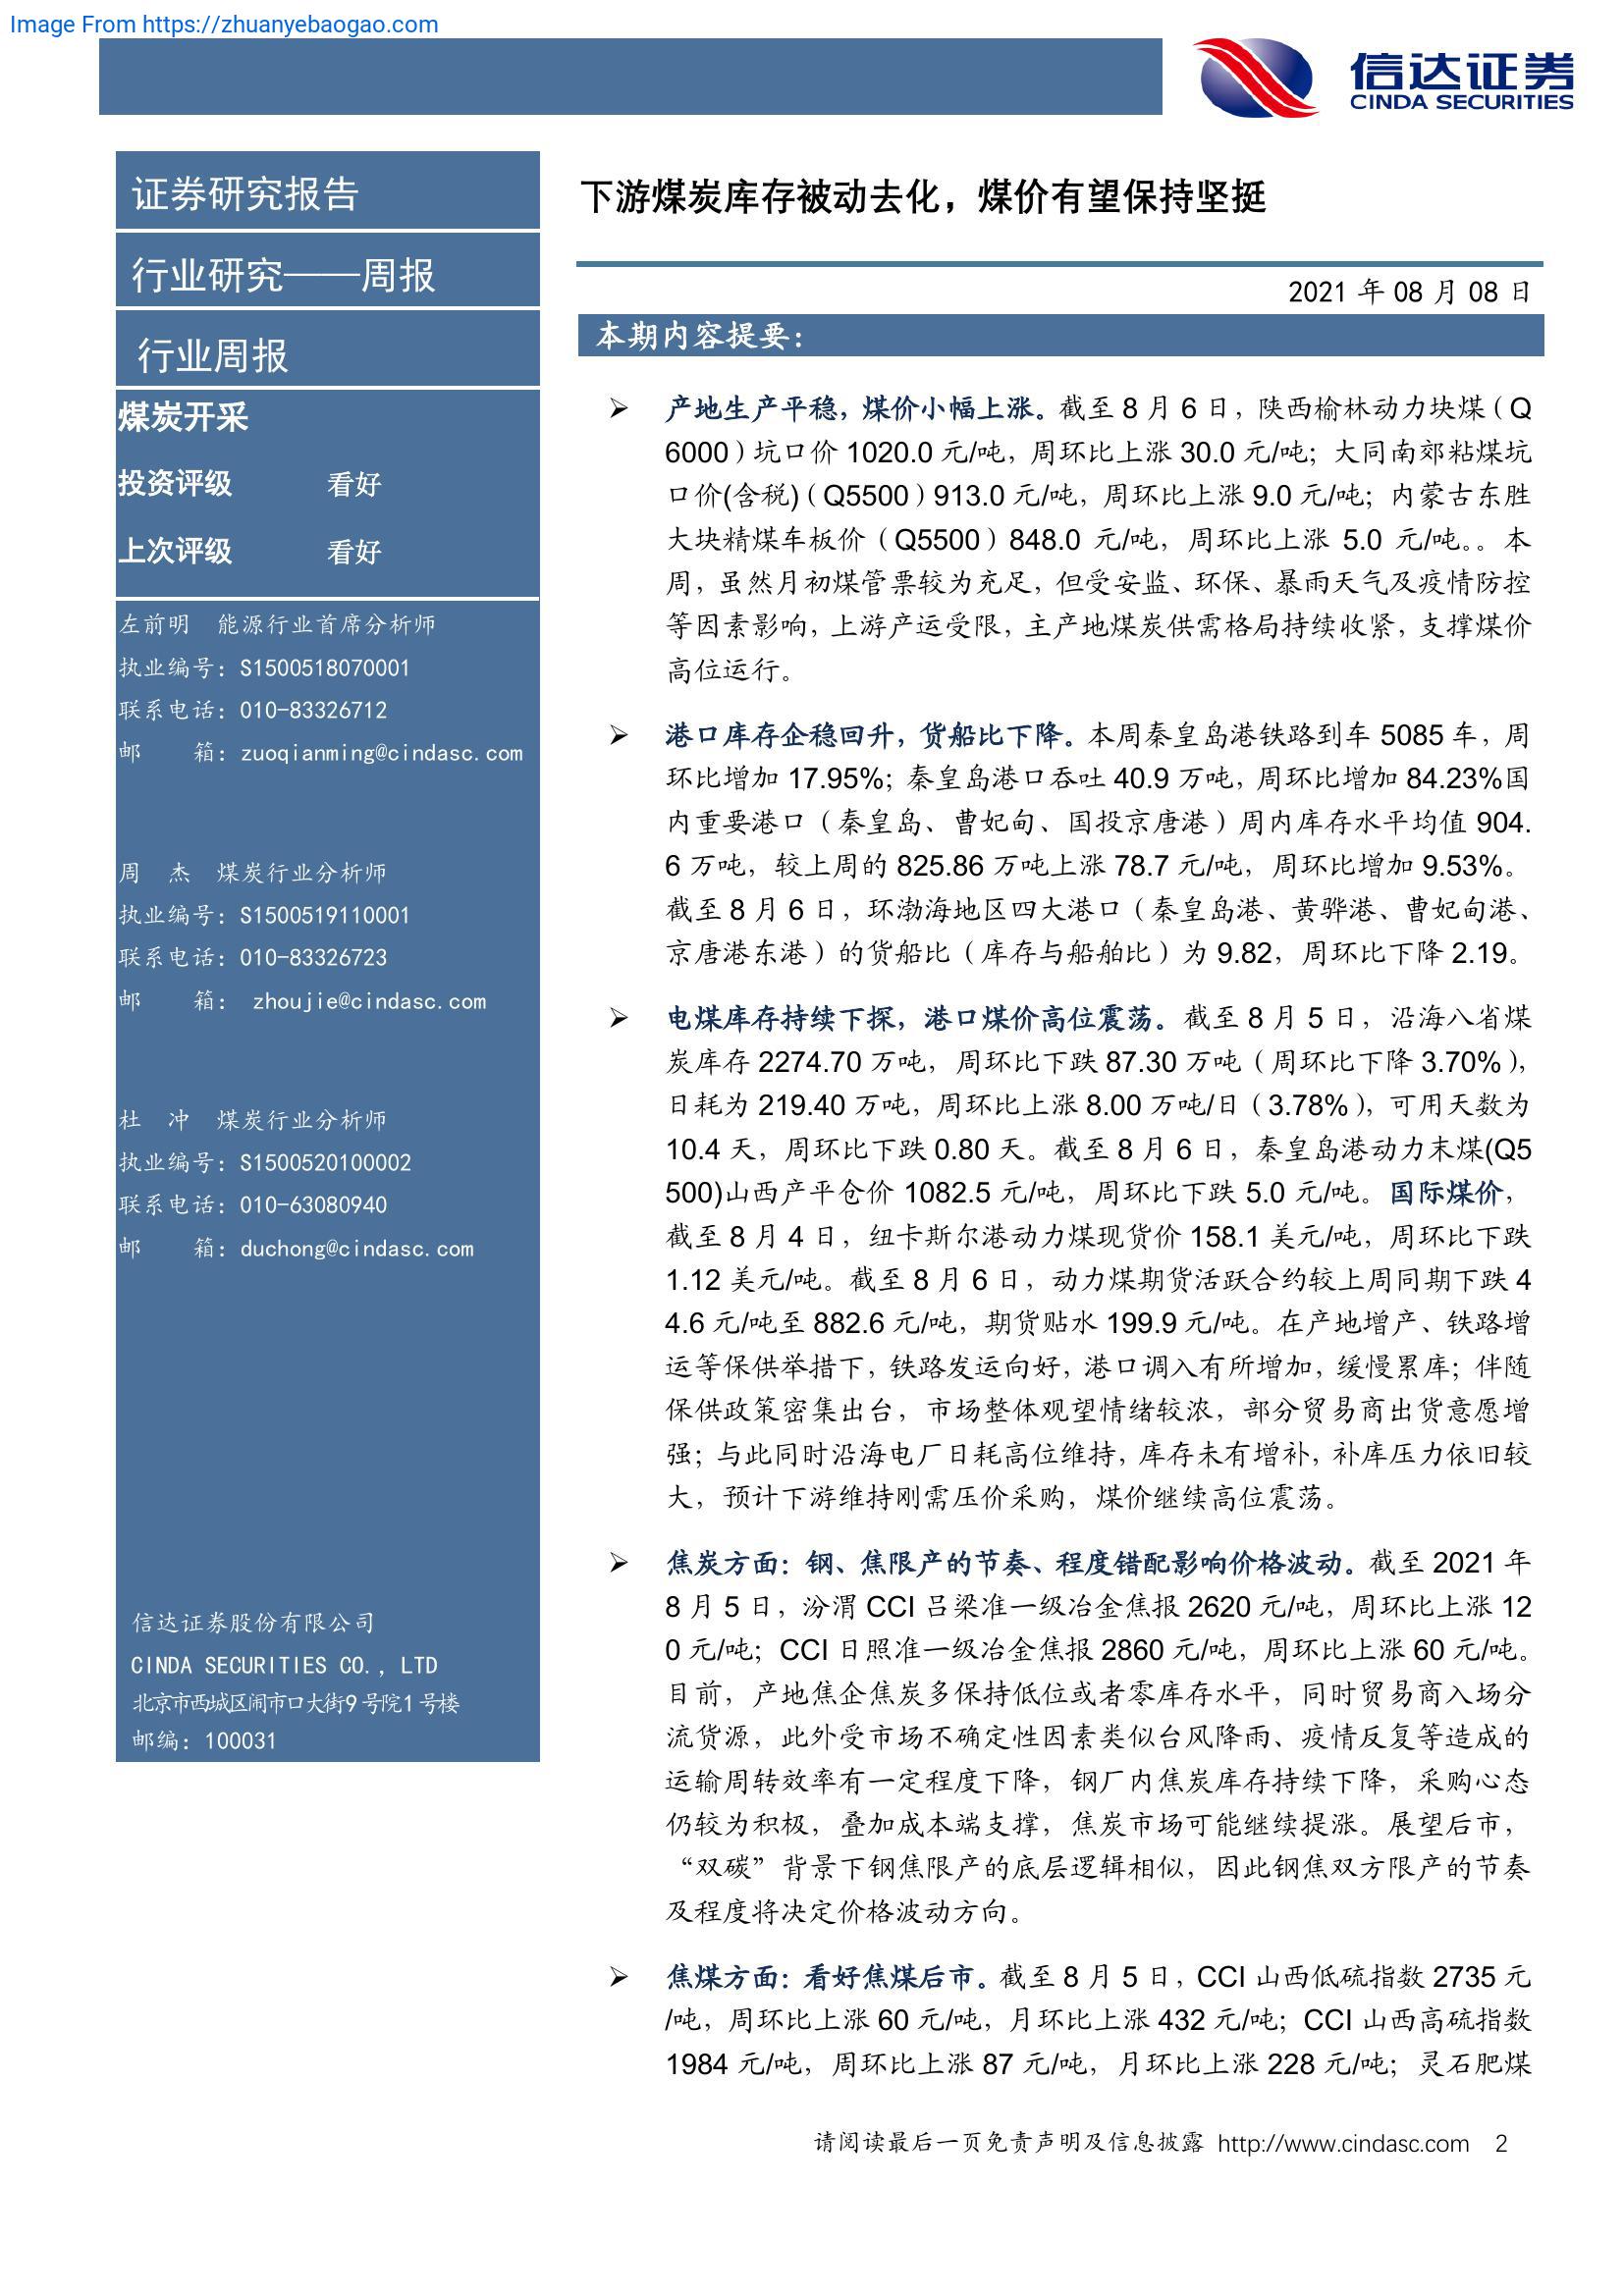 Image From https://zhuanyebaogao.com
信达证券
CINDA SECURITIES
证券研究报告
行业研究——周报
行业周报
煤炭开采
投资评级 看好
上次评级 看好
左前明 能源行业首席分析师
执业编号：S1500518070001
联系电话：010-83326712
邮 箱：zuoqianming@cindasc.com
周 杰 煤炭行业分析师
执业编号：S1500519110001
联系电话：010-83326723
邮 箱： zhoujie@cindasc.com
杜 冲 煤炭行业分析师
执业编号：S1500520100002
联系电话：010-63080940
邮 箱：duchong@cindasc.com
信达证券股份有限公司
CINDA SECURITIES CO., LTD
北京市西城区闹市口大街9号院1号楼
邮编：100031
下游煤炭库存被动去化，煤价有望保持坚挺
2021 年 08 月 08 日
本期内容提要：
➢ 产地生产平稳，煤价小幅上涨。截至 8 月 6 日，陕西榆林动力块煤（Q
6000）坑口价 1020.0 元/吨，周环比上涨 30.0 元/吨；大同南郊粘煤坑
口价(含税)（Q5500）913.0 元/吨，周环比上涨 9.0 元/吨；内蒙古东胜
大块精煤车板价（Q5500）848.0 元/吨，周环比上涨 5.0 元/吨。。本
周，虽然月初煤管票较为充足，但受安监、环保、暴雨天气及疫情防控
等因素影响，上游产运受限，主产地煤炭供需格局持续收紧，支撑煤价
高位运行。
➢ 港口库存企稳回升，货船比下降。本周秦皇岛港铁路到车 5085 车，周
环比增加 17.95%；秦皇岛港口吞吐 40.9 万吨，周环比增加 84.23%国
内重要港口（秦皇岛、曹妃甸、国投京唐港）周内库存水平均值 904.
6 万吨，较上周的 825.86 万吨上涨 78.7 元/吨，周环比增加 9.53%。
截至 8 月 6 日，环渤海地区四大港口（秦皇岛港、黄骅港、曹妃甸港、
京唐港东港）的货船比（库存与船舶比）为 9.82，周环比下降 2.19。
➢ 电煤库存持续下探，港口煤价高位震荡。截至 8 月 5 日，沿海八省煤
炭库存 2274.70 万吨，周环比下跌 87.30 万吨（周环比下降 3.70%），
日耗为 219.40 万吨，周环比上涨 8.00 万吨/日（3.78%），可用天数为
10.4 天，周环比下跌 0.80 天。截至 8 月 6 日，秦皇岛港动力末煤(Q5
500)山西产平仓价 1082.5 元/吨，周环比下跌 5.0 元/吨。国际煤价，
截至 8 月 4 日，纽卡斯尔港动力煤现货价 158.1 美元/吨，周环比下跌
1.12 美元/吨。截至 8 月 6 日，动力煤期货活跃合约较上周同期下跌 4
4.6 元/吨至 882.6 元/吨，期货贴水 199.9 元/吨。在产地增产、铁路增
运等保供举措下，铁路发运向好，港口调入有所增加，缓慢累库；伴随
保供政策密集出台，市场整体观望情绪较浓，部分贸易商出货意愿增
强；与此同时沿海电厂日耗高位维持，库存未有增补，补库压力依旧较
大，预计下游维持刚需压价采购，煤价继续高位震荡。
➢ 焦炭方面：钢、焦限产的节奏、程度错配影响价格波动。截至 2021 年
8 月 5 日，汾渭 CCI 吕梁准一级冶金焦报 2620 元/吨，周环比上涨 12
0 元/吨；CCI 日照准一级冶金焦报 2860 元/吨，周环比上涨 60 元/吨。
目前，产地焦企焦炭多保持低位或者零库存水平，同时贸易商入场分
流货源，此外受市场不确定性因素类似台风降雨、疫情反复等造成的
运输周转效率有一定程度下降，钢厂内焦炭库存持续下降，采购心态
仍较为积极，叠加成本端支撑，焦炭市场可能继续提涨。展望后市，
“双碳”背景下钢焦限产的底层逻辑相似，因此钢焦双方限产的节奏
及程度将决定价格波动方向。
➢ 焦煤方面：看好焦煤后市。截至 8 月 5 日，CCI 山西低硫指数 2735 元
/吨，周环比上涨 60 元/吨，月环比上涨 432 元/吨；CCI 山西高硫指数
1984 元/吨，周环比上涨 87 元/吨，月环比上涨 228 元/吨；灵石肥煤
请阅读最后一页免责声明及信息披露 http://www.cindasc.com 2